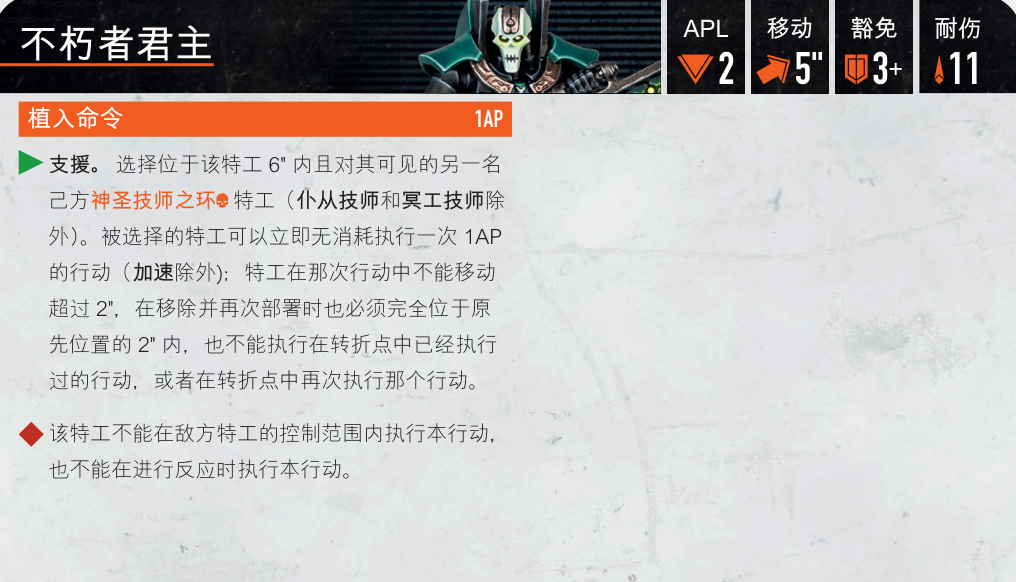 不朽者君主
APL
2
移动
5"
豁免
3+
耐伤
11
植入命令 1AP
支援。 选择位于该特工 6" 内且对其可见的另一名
己方神圣技师之环特工（仆从技师和冥工技师除
外）。被选择的特工可以立即无消耗执行一次 1AP
的行动（加速除外）；特工在那次行动中不能移动
超过 2"，在移除并再次部署时也必须完全位于原
先位置的 2" 内，也不能执行在转折点中已经执行
过的行动，或者在转折点中再次执行那个行动。
该特工不能在敌方特工的控制范围内执行本行动，
也不能在进行反应时执行本行动。